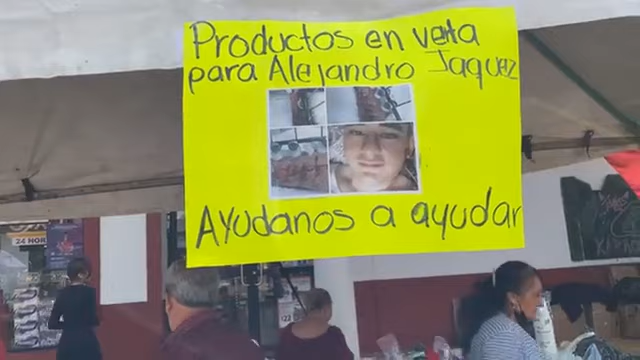 Productos en venta
para Alejandro Jaquez
Ayudanos a ayudar
24 HOR